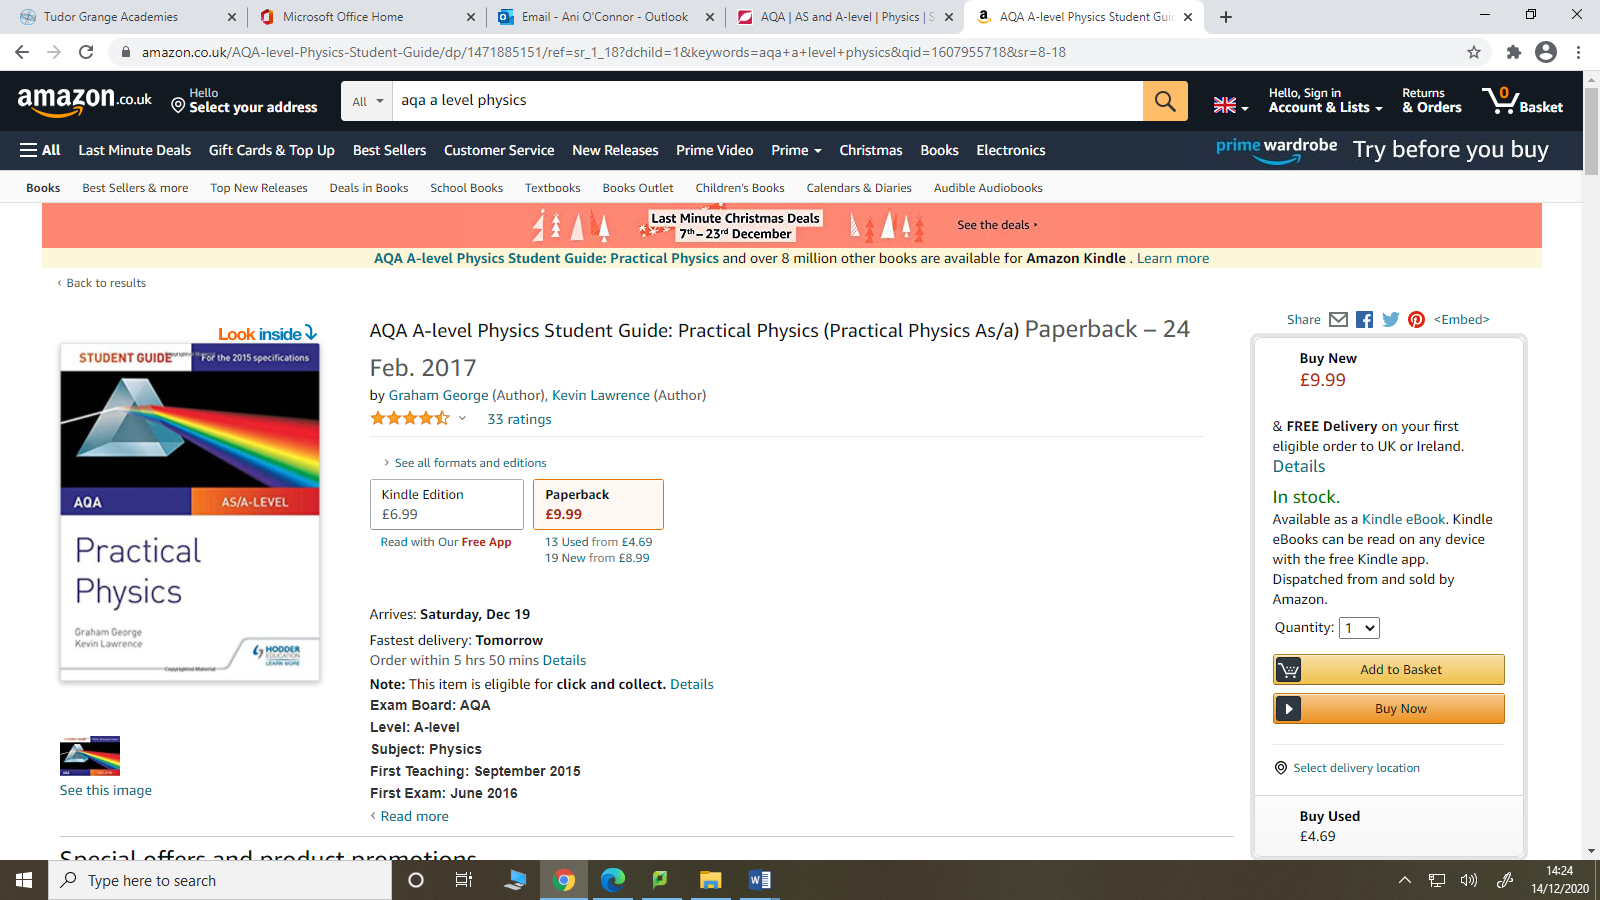 Tudor Grange Academies
Microsoft Office Home
Email - Ani O'Connor - Outlook
AQA | AS and A-level | Physics | S
AQA A-level Physics Student Gui
amazon.co.uk/AQA-level-Physics-Student-Guide/dp/1471885151/ref=sr_1_18?dchild=1&keywords=aqa+a+level+physics&qid=1607955718&sr=8-18
amazon.co.uk
Hello
Select your address
All
aqa a level physics
Hello, Sign in
Account & Lists
Returns
& Orders
0
Basket
All Last Minute Deals Gift Cards & Top Up Best Sellers Customer Service New Releases Prime Video Prime Christmas Books Electronics
prime wardrobe Try before you buy
Books Best Sellers & more Top New Releases Deals in Books School Books Textbooks Books Outlet Children's Books Calendars & Diaries Audible Audiobooks
Last Minute Christmas Deals
7th – 23rd December
See the deals ›
AQA A-level Physics Student Guide: Practical Physics and over 8 million other books are available for Amazon Kindle . Learn more
‹ Back to results
Look inside
STUDENT GUIDE
For the 2015 specifications
AQA
AS/A-LEVEL
Practical
Physics
Graham George
Kevin Lawrence
HODDER
EDUCATION
LEARN MORE
Copyrighted Material
See this image
AQA A-level Physics Student Guide: Practical Physics (Practical Physics As/a) Paperback – 24
Feb. 2017
by Graham George (Author), Kevin Lawrence (Author)
33 ratings
› See all formats and editions
Kindle Edition
£6.99
Read with Our Free App
Paperback
£9.99
13 Used from £4.69
19 New from £8.99
Arrives: Saturday, Dec 19
Fastest delivery: Tomorrow
Order within 5 hrs 50 mins Details
Note: This item is eligible for click and collect. Details
Exam Board: AQA
Level: A-level
Subject: Physics
First Teaching: September 2015
First Exam: June 2016
‹ Read more
Special offers and product promotions
Share
<Embed>
Buy New
£9.99
& FREE Delivery on your first
eligible order to UK or Ireland.
Details
In stock.
Available as a Kindle eBook. Kindle
eBooks can be read on any device
with the free Kindle app.
Dispatched from and sold by
Amazon.
Quantity: 1
Add to Basket
Buy Now
Select delivery location
Buy Used
£4.69
Type here to search
14:24
14/12/2020